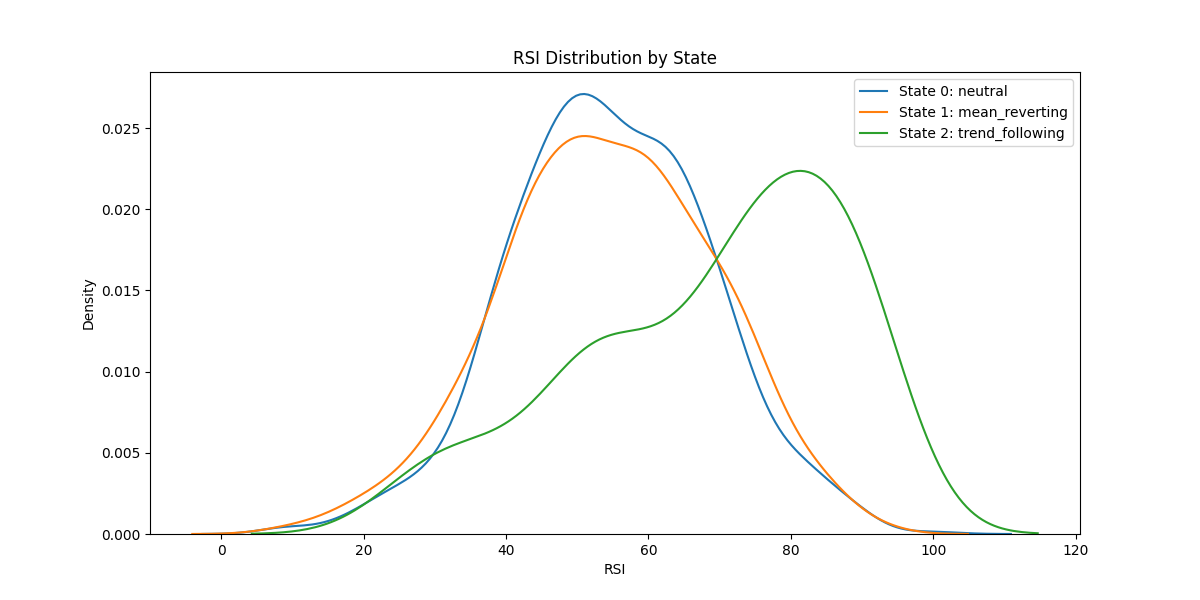 RSI Distribution by State
State 0: neutral
State 1: mean_reverting
State 2: trend_following
Density
0.025
0.020
0.015
0.010
0.005
0.000
0 20 40 60 80 100 120
RSI